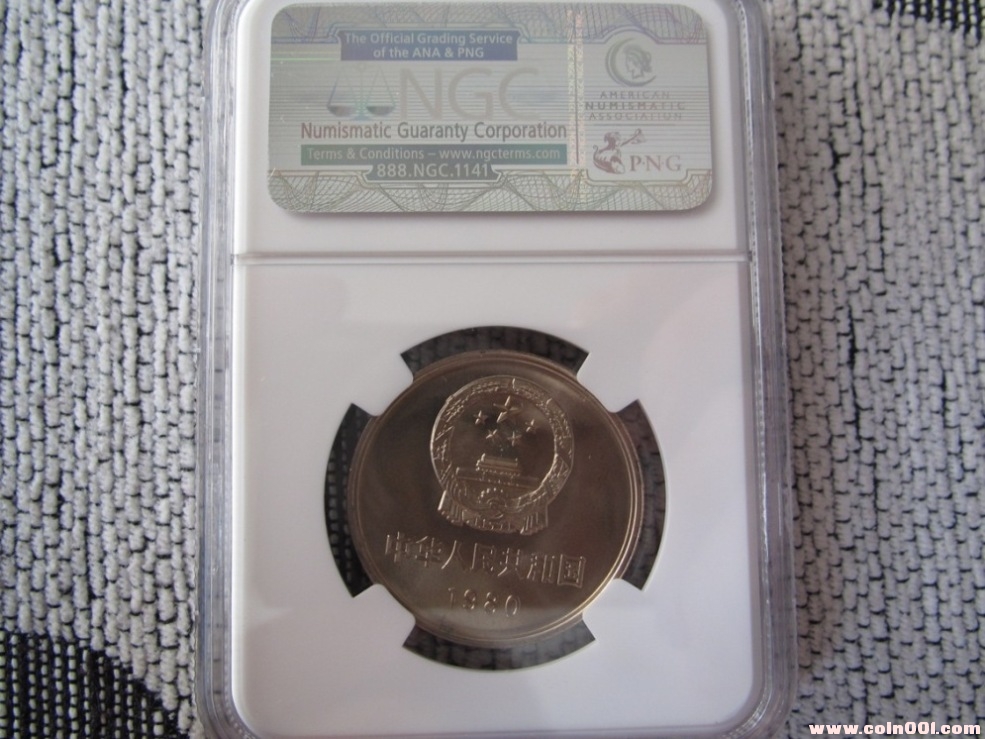 The Official Grading Service
of the ANA & PNG
NGC
Numismatic Guaranty Corporation
Terms & Conditions – www.ngcterms.com
888.NGC.1141
AMERICAN
NUMISMATIC
ASSOCIATION
PNG
中华人民共和国
1980
www.coin001.com